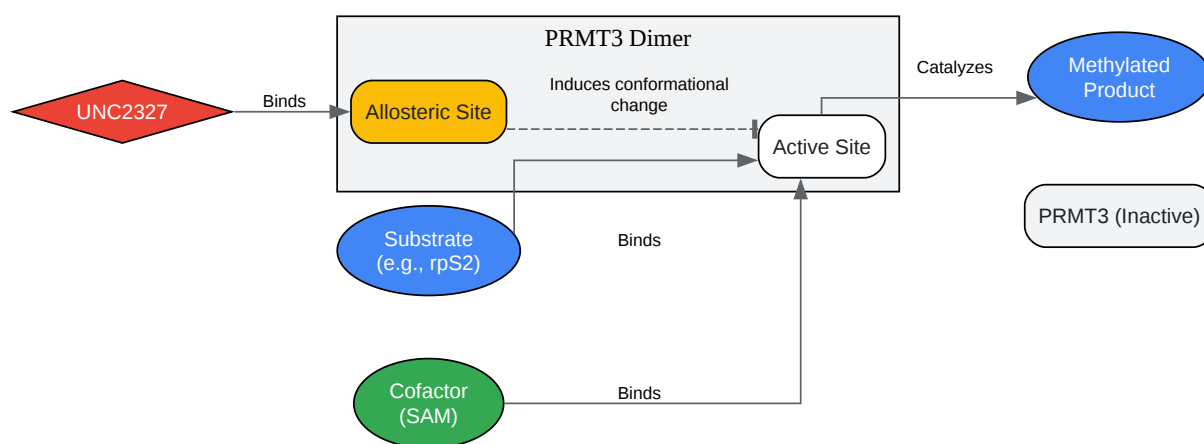 PRMT3 Dimer
UNC2327
Binds
Allosteric Site
Induces conformational
change
Active Site
Catalyzes
Methylated
Product
PRMT3 (Inactive)
Substrate
(e.g., rpS2)
Binds
Cofactor
(SAM)
Binds